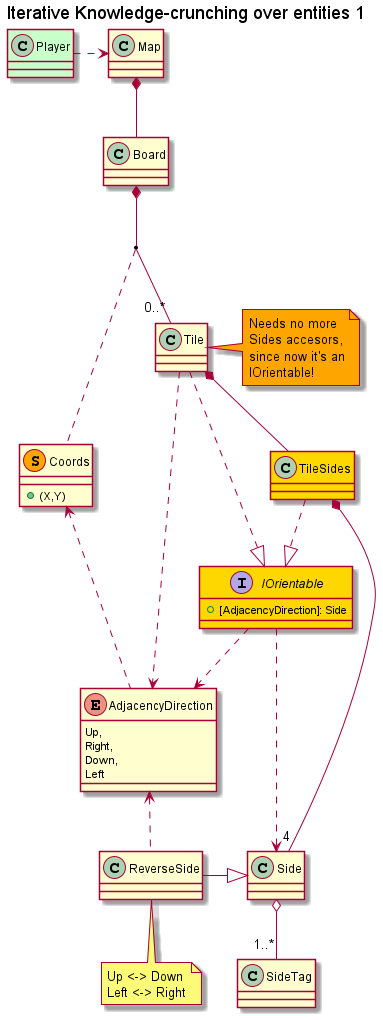 Iterative Knowledge-crunching over entities 1
C Player
C Map
C Board
0..*
C Tile
Needs no more
Sides accesors,
since now it's an
IOrientable!
S Coords
(X,Y)
C TileSides
I IOrientable
[AdjacencyDirection]: Side
E AdjacencyDirection
Up,
Right,
Down,
Left
4
C ReverseSide
C Side
Up <-> Down
Left <-> Right
1..*
C SideTag